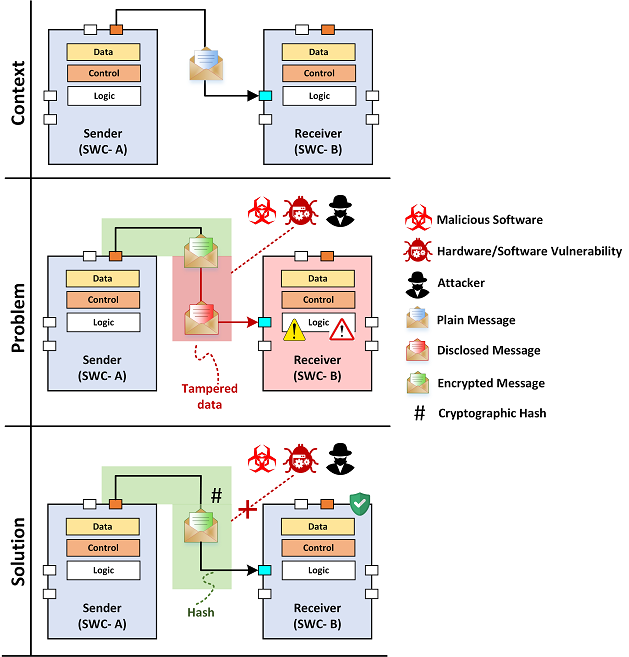 Context
Data
Control
Logic
Sender
(SWC- A)
Data
Control
Logic
Receiver
(SWC- B)
Problem
Data
Control
Logic
Sender
(SWC- A)
Tampered
data
Data
Control
Logic
Receiver
(SWC- B)
Malicious Software
Hardware/Software Vulnerability
Attacker
Plain Message
Disclosed Message
Encrypted Message
# Cryptographic Hash
Solution
Data
Control
Logic
Sender
(SWC- A)
#
Hash
Data
Control
Logic
Receiver
(SWC- B)